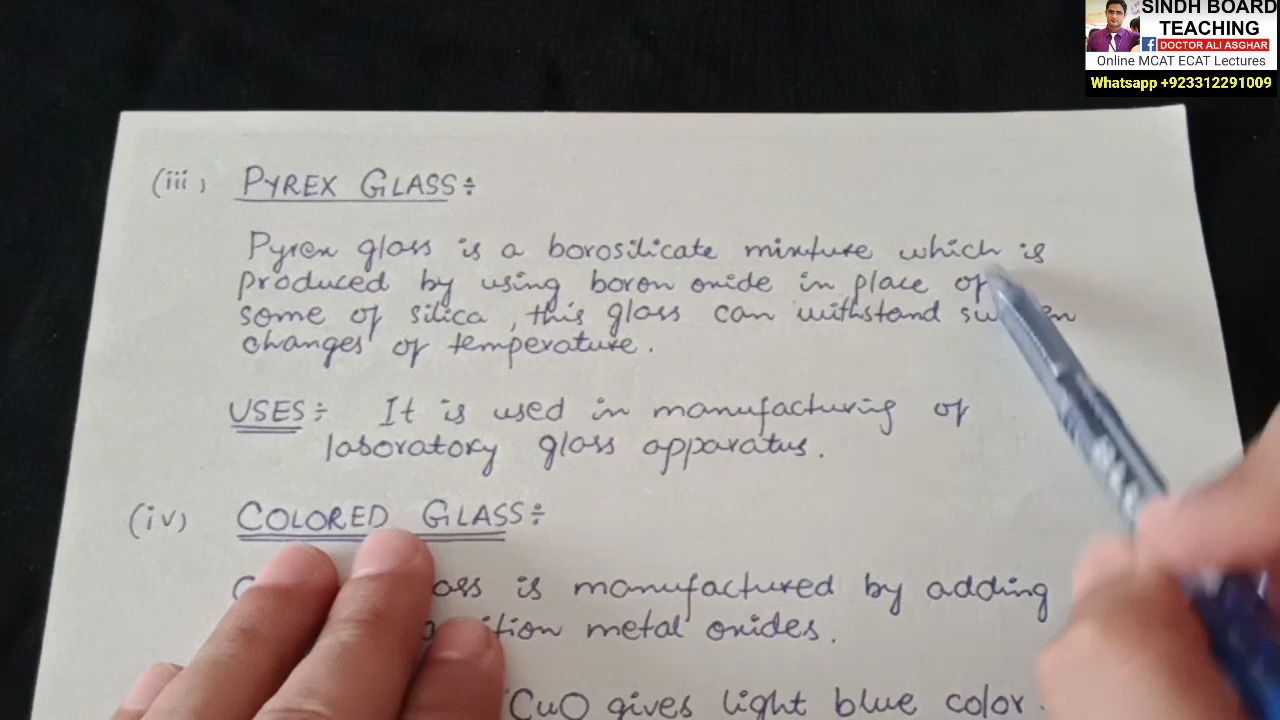 SINDH BOARD
TEACHING
DOCTOR ALI ASGHAR
Online MCAT ECAT Lectures
Whatsapp +923312291009
(iii) PYREX GLASS÷
Pyrex glass is a borosilicate mixture which is
produced by using boron oxide in place of
some of silica, this glass can withstand
changes of temperature.
USES÷ It is used in manufacturing of
laboratory glass apparatus.
(iv) COLORED GLASS÷
is manufactured by adding
metal oxides.
CuO gives light blue color.